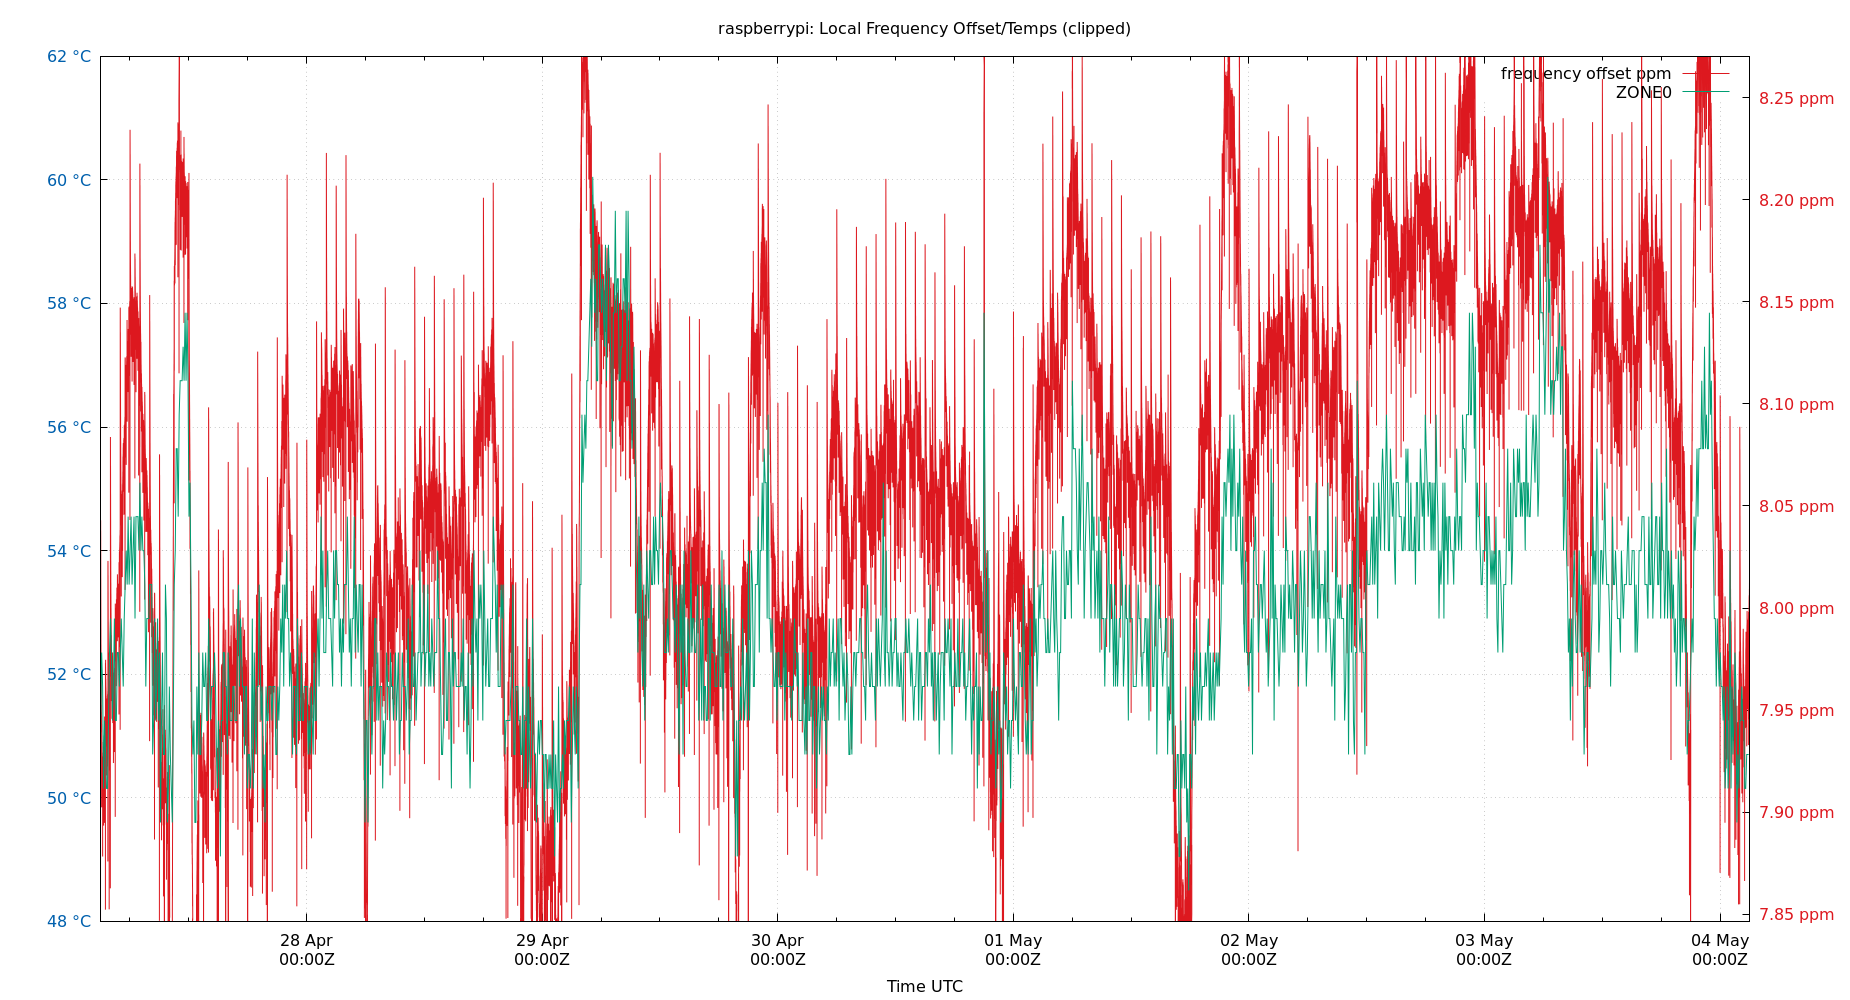 raspberrypi: Local Frequency Offset/Temps (clipped)
62 °C
60 °C
58 °C
56 °C
54 °C
52 °C
50 °C
48 °C
frequency offset ppm
ZONE0
8.25 ppm
8.20 ppm
8.15 ppm
8.10 ppm
8.05 ppm
8.00 ppm
7.95 ppm
7.90 ppm
7.85 ppm
28 Apr
00:00Z
29 Apr
00:00Z
30 Apr
00:00Z
01 May
00:00Z
02 May
00:00Z
03 May
00:00Z
04 May
00:00Z
Time UTC